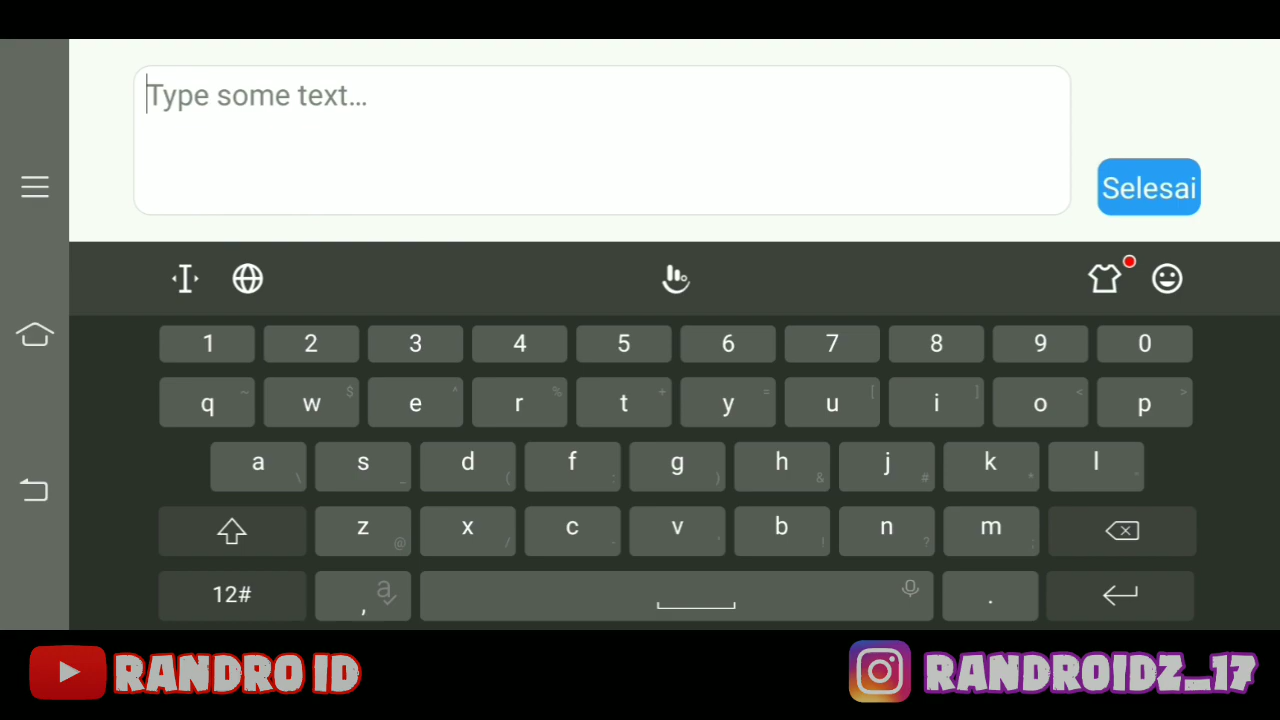 Type some text...
Selesai
1 2 3 4 5 6 7 8 9 0
q ~ w $ e ^ r % t + y = u [ i ] o < p >
a \ s _ d ( f : g ) h & j # k * l "
z @ x / c - v ' b ! n ? m ;
12# , a .
RANDRO ID
RANDROIDZ_17